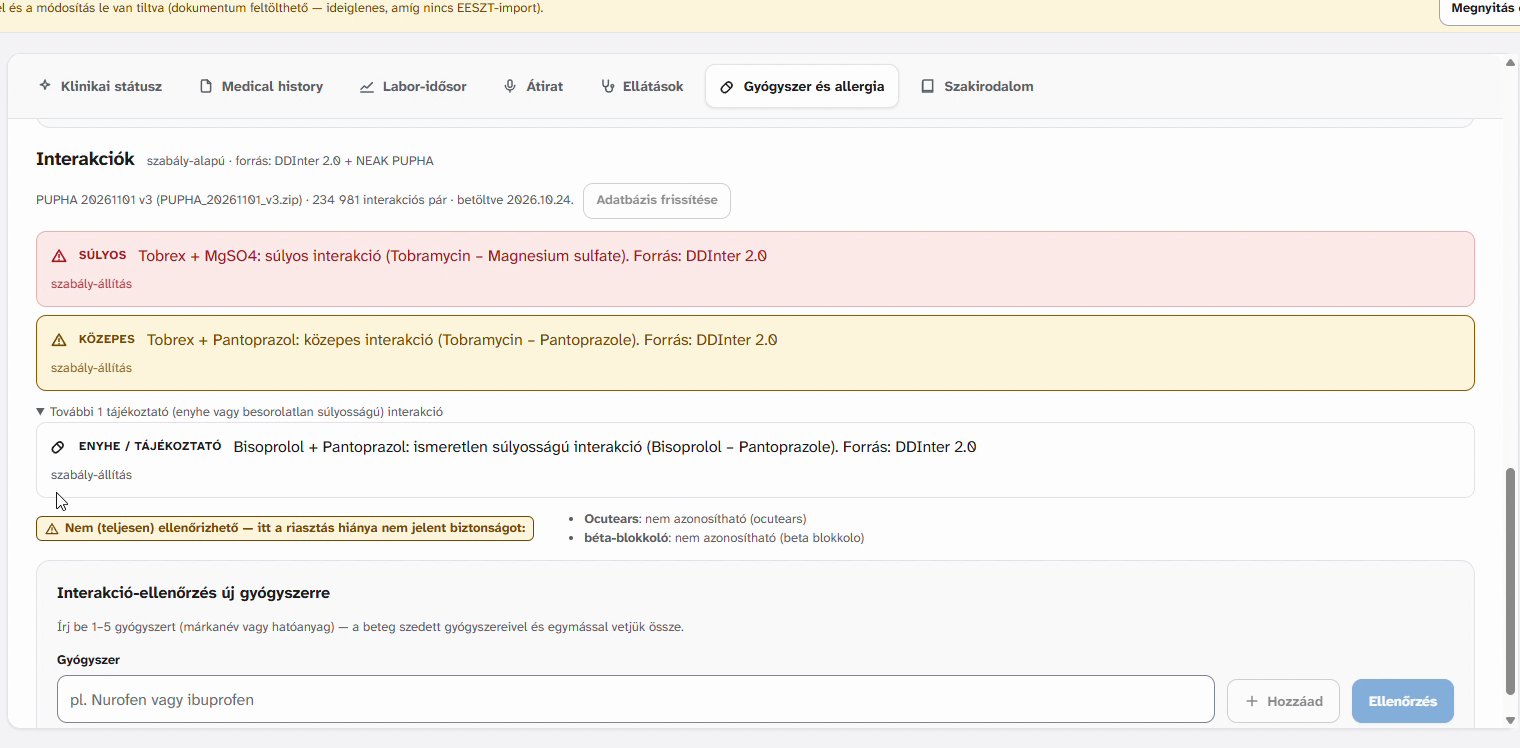 el és a módosítás le van tiltva (dokumentum feltölthető — ideiglenes, amíg nincs EESZT-import).
Megnyitás
Klinikai státusz
Medical history
Labor-idősor
Átirat
Ellátások
Gyógyszer és allergia
Szakirodalom
Interakciók szabály-alapú · forrás: DDInter 2.0 + NEAK PUPHA
PUPHA 20261101 v3 (PUPHA_20261101_v3.zip) · 234 981 interakciós pár · betöltve 2026.10.24. Adatbázis frissítése
SÚLYOS Tobrex + MgSO4: súlyos interakció (Tobramycin – Magnesium sulfate). Forrás: DDInter 2.0
szabály-állítás
KÖZEPES Tobrex + Pantoprazol: közepes interakció (Tobramycin – Pantoprazole). Forrás: DDInter 2.0
szabály-állítás
▼ További 1 tájékoztató (enyhe vagy besorolatlan súlyosságú) interakció
ENYHE / TÁJÉKOZTATÓ Bisoprolol + Pantoprazol: ismeretlen súlyosságú interakció (Bisoprolol – Pantoprazole). Forrás: DDInter 2.0
szabály-állítás
Nem (teljesen) ellenőrizhető — itt a riasztás hiánya nem jelent biztonságot:
• Ocutears: nem azonosítható (ocutears)
• béta-blokkoló: nem azonosítható (beta blokkolo)
Interakció-ellenőrzés új gyógyszerre
Írj be 1–5 gyógyszert (márkanév vagy hatóanyag) — a beteg szedett gyógyszereivel és egymással vetjük össze.
Gyógyszer
pl. Nurofen vagy ibuprofen
+ Hozzáad
Ellenőrzés